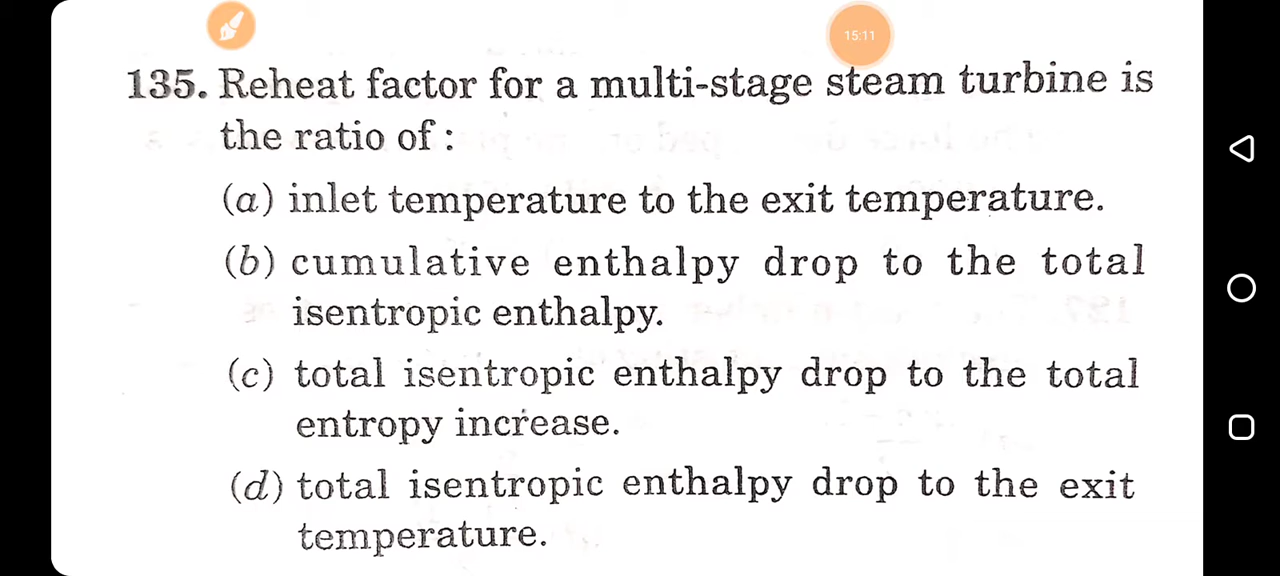 15:11
135. Reheat factor for a multi-stage steam turbine is
the ratio of :
(a) inlet temperature to the exit temperature.
(b) cumulative enthalpy drop to the total
isentropic enthalpy.
(c) total isentropic enthalpy drop to the total
entropy increase.
(d) total isentropic enthalpy drop to the exit
temperature.